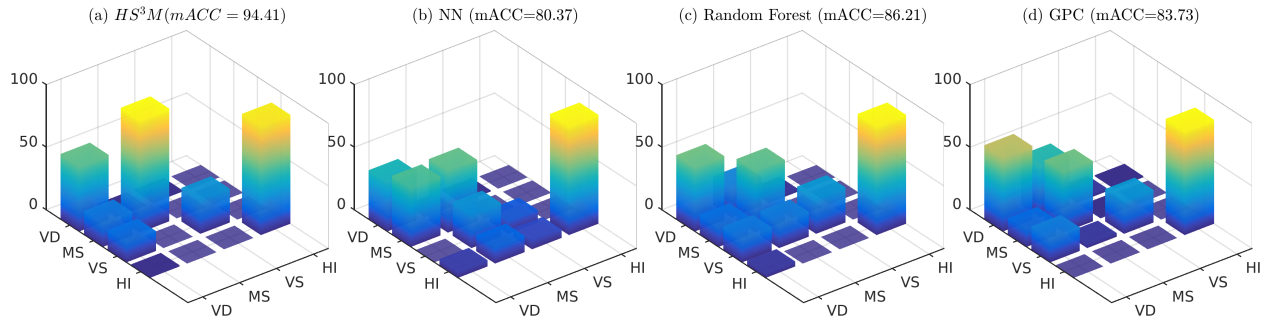 (a) HS³M(mACC = 94.41)
100
50
0
VD
MS
VS
HI
VD
MS
VS
HI
(b) NN (mACC=80.37)
100
50
0
VD
MS
VS
HI
VD
MS
VS
HI
(c) Random Forest (mACC=86.21)
100
50
0
VD
MS
VS
HI
VD
MS
VS
HI
(d) GPC (mACC=83.73)
100
50
0
VD
MS
VS
HI
VD
MS
VS
HI